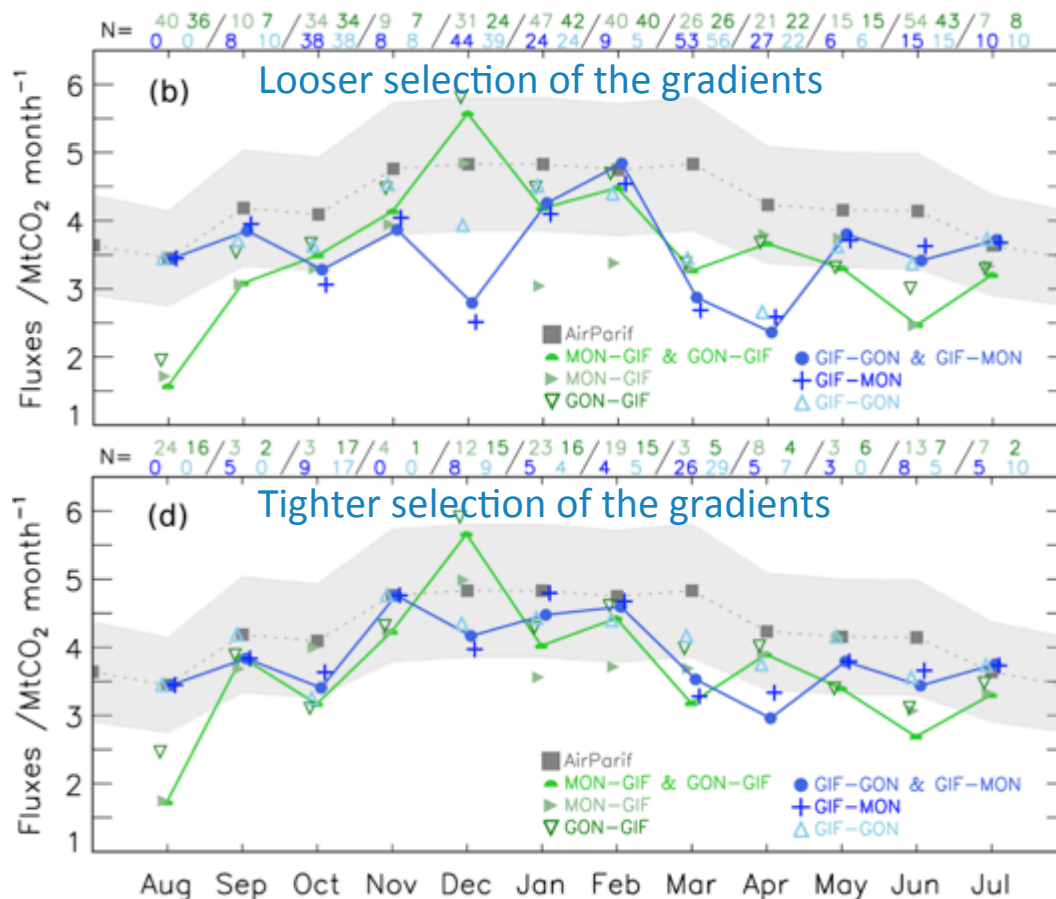 40 36 / 10 7 / 34 34 / 9 7 / 31 24 / 47 42 / 40 40 / 26 26 / 21 22 / 15 15 / 54 43 / 7 8
N= 0 0 / 8 10 / 38 38 / 8 8 / 44 39 / 24 24 / 9 5 / 53 56 / 27 22 / 6 6 / 15 15 / 10 10
(b) Looser selection of the gradients
Fluxes /MtCO₂ month⁻¹
6
5
4
3
2
1
AirParif
MON-GIF & GON-GIF
MON-GIF
GON-GIF
GIF-GON & GIF-MON
GIF-MON
GIF-GON
24 16 / 3 2 / 3 17 / 4 1 / 12 15 / 23 16 / 19 15 / 3 5 / 8 4 / 3 6 / 13 7 / 7 2
N= 0 0 / 5 0 / 9 17 / 0 0 / 8 9 / 5 4 / 4 5 / 26 29 / 5 7 / 3 0 / 8 5 / 5 10
(d) Tighter selection of the gradients
Fluxes /MtCO₂ month⁻¹
6
5
4
3
2
1
AirParif
MON-GIF & GON-GIF
MON-GIF
GON-GIF
GIF-GON & GIF-MON
GIF-MON
GIF-GON
Aug Sep Oct Nov Dec Jan Feb Mar Apr May Jun Jul